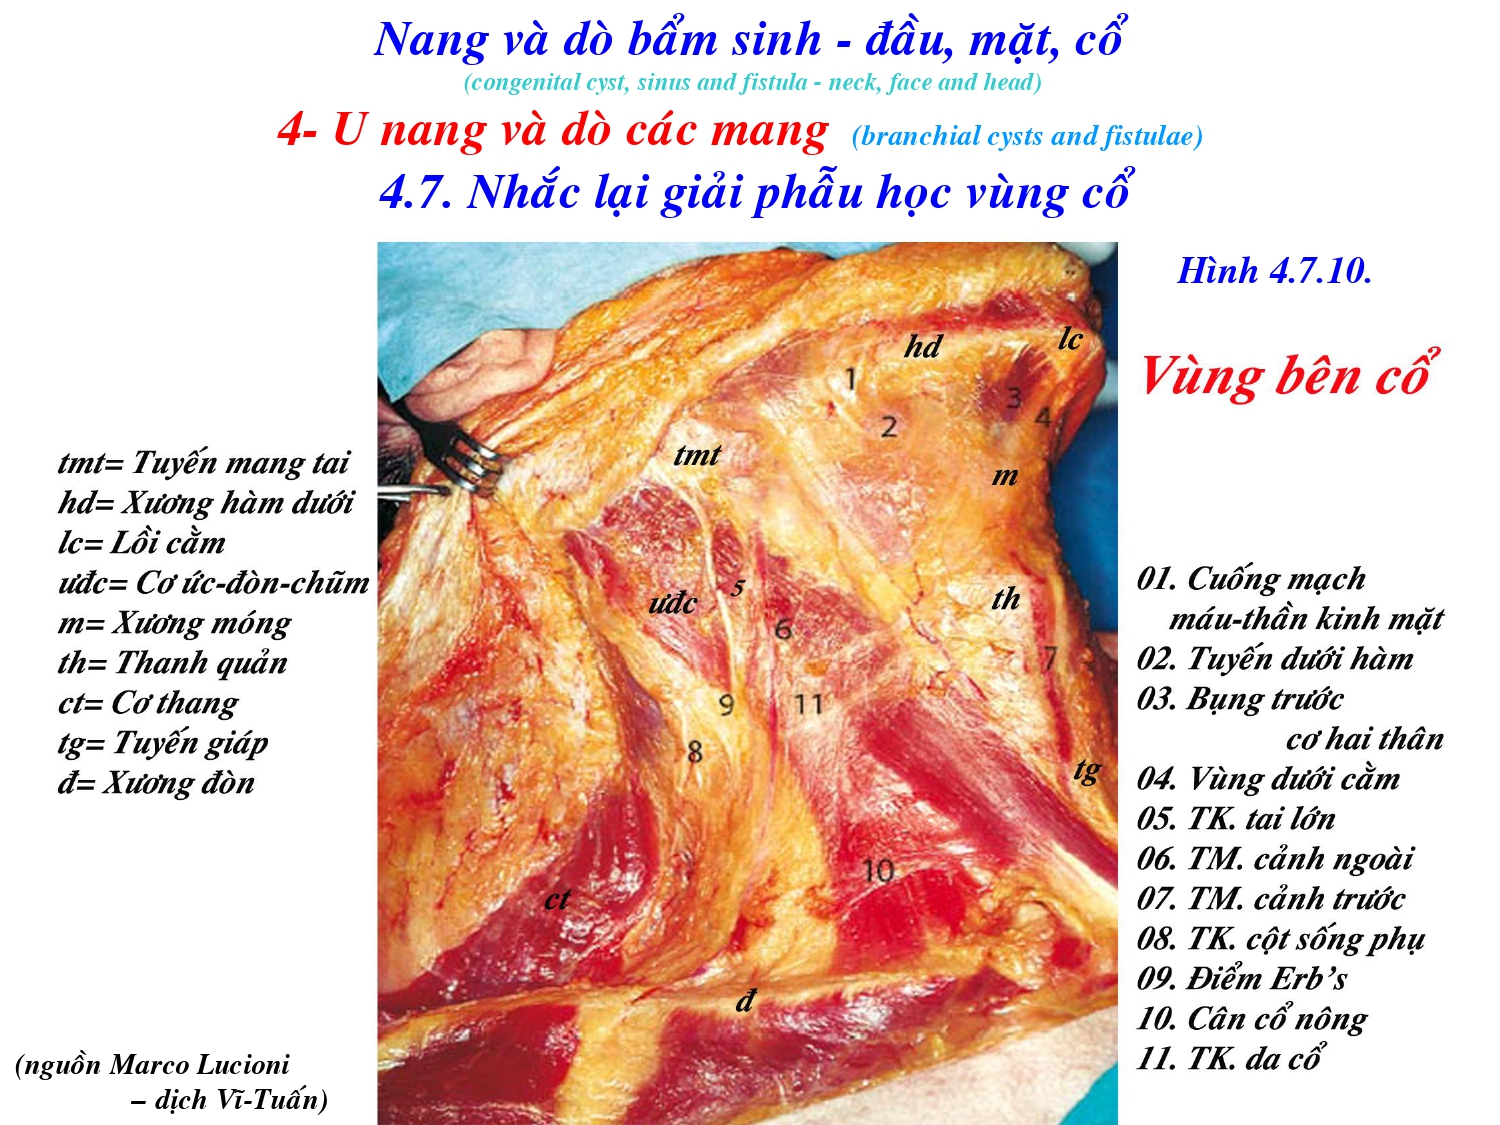 Nang và dò bẩm sinh - đầu, mặt, cổ
(congenital cyst, sinus and fistula - neck, face and head)
4- U nang và dò các mang (branchial cysts and fistulae)
4.7. Nhắc lại giải phẫu học vùng cổ
Hình 4.7.10.
Vùng bên cổ
tmt= Tuyến mang tai
hd= Xương hàm dưới
lc= Lồi cằm
ưđc= Cơ ức-đòn-chũm
m= Xương móng
th= Thanh quản
ct= Cơ thang
tg= Tuyến giáp
đ= Xương đòn
hd
lc
1
3
2
4
tmt
m
5
ưđc
th
6
7
9
11
8
tg
10
ct
đ
01. Cuống mạch
máu-thần kinh mặt
02. Tuyến dưới hàm
03. Bụng trước
cơ hai thân
04. Vùng dưới cằm
05. TK. tai lớn
06. TM. cảnh ngoài
07. TM. cảnh trước
08. TK. cột sống phụ
09. Điểm Erb’s
10. Cân cổ nông
11. TK. da cổ
(nguồn Marco Lucioni
– dịch Vĩ-Tuấn)